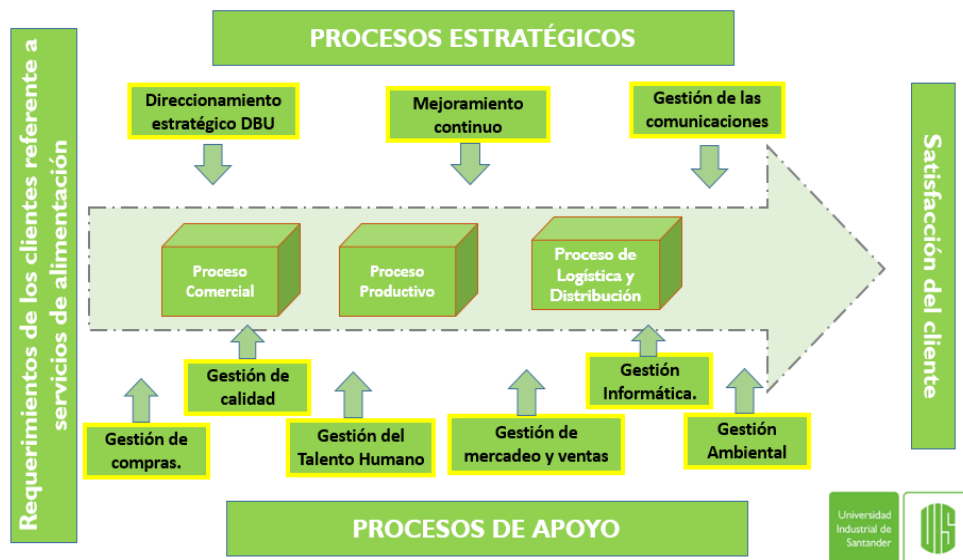 PROCESOS ESTRATÉGICOS
Requerimientos de los clientes referente a
servicios de alimentación
Direccionamiento
estratégico DBU
Mejoramiento
continuo
Gestión de las
comunicaciones
Satisfacción del cliente
Proceso
Comercial
Proceso
Productivo
Proceso de
Logística y
Distribución
Gestión de
calidad
Gestión
Informática.
Gestión de
compras.
Gestión del
Talento Humano
Gestión de
mercadeo y ventas
Gestión
Ambiental
PROCESOS DE APOYO
Universidad
Industrial de
Santander
UIS